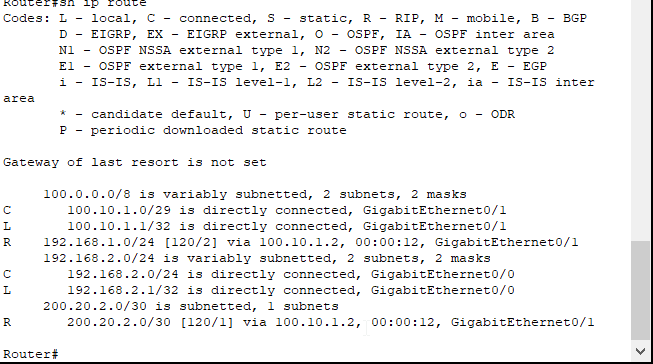 Router#sh ip route
Codes: L - local, C - connected, S - static, R - RIP, M - mobile, B - BGP
D - EIGRP, EX - EIGRP external, O - OSPF, IA - OSPF inter area
N1 - OSPF NSSA external type 1, N2 - OSPF NSSA external type 2
E1 - OSPF external type 1, E2 - OSPF external type 2, E - EGP
i - IS-IS, L1 - IS-IS level-1, L2 - IS-IS level-2, ia - IS-IS inter
area
* - candidate default, U - per-user static route, o - ODR
P - periodic downloaded static route
Gateway of last resort is not set
100.0.0.0/8 is variably subnetted, 2 subnets, 2 masks
C 100.10.1.0/29 is directly connected, GigabitEthernet0/1
L 100.10.1.1/32 is directly connected, GigabitEthernet0/1
R 192.168.1.0/24 [120/2] via 100.10.1.2, 00:00:12, GigabitEthernet0/1
192.168.2.0/24 is variably subnetted, 2 subnets, 2 masks
C 192.168.2.0/24 is directly connected, GigabitEthernet0/0
L 192.168.2.1/32 is directly connected, GigabitEthernet0/0
200.20.2.0/30 is subnetted, 1 subnets
R 200.20.2.0/30 [120/1] via 100.10.1.2, 00:00:12, GigabitEthernet0/1
Router#